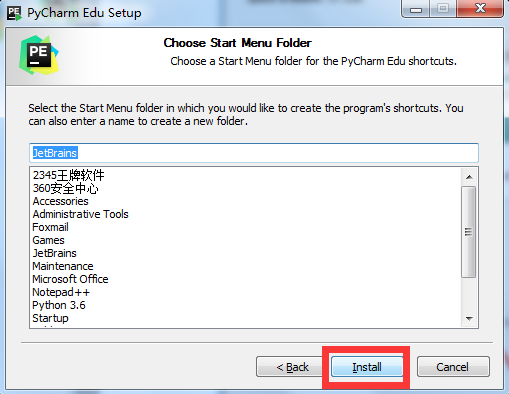 PyCharm Edu Setup
PE
PE
Choose Start Menu Folder
Choose a Start Menu folder for the PyCharm Edu shortcuts.
Select the Start Menu folder in which you would like to create the program's shortcuts. You
can also enter a name to create a new folder.
JetBrains
2345王牌软件
360安全中心
Accessories
Administrative Tools
Foxmail
Games
JetBrains
Maintenance
Microsoft Office
Notepad++
Python 3.6
Startup
< Back
Install
Cancel